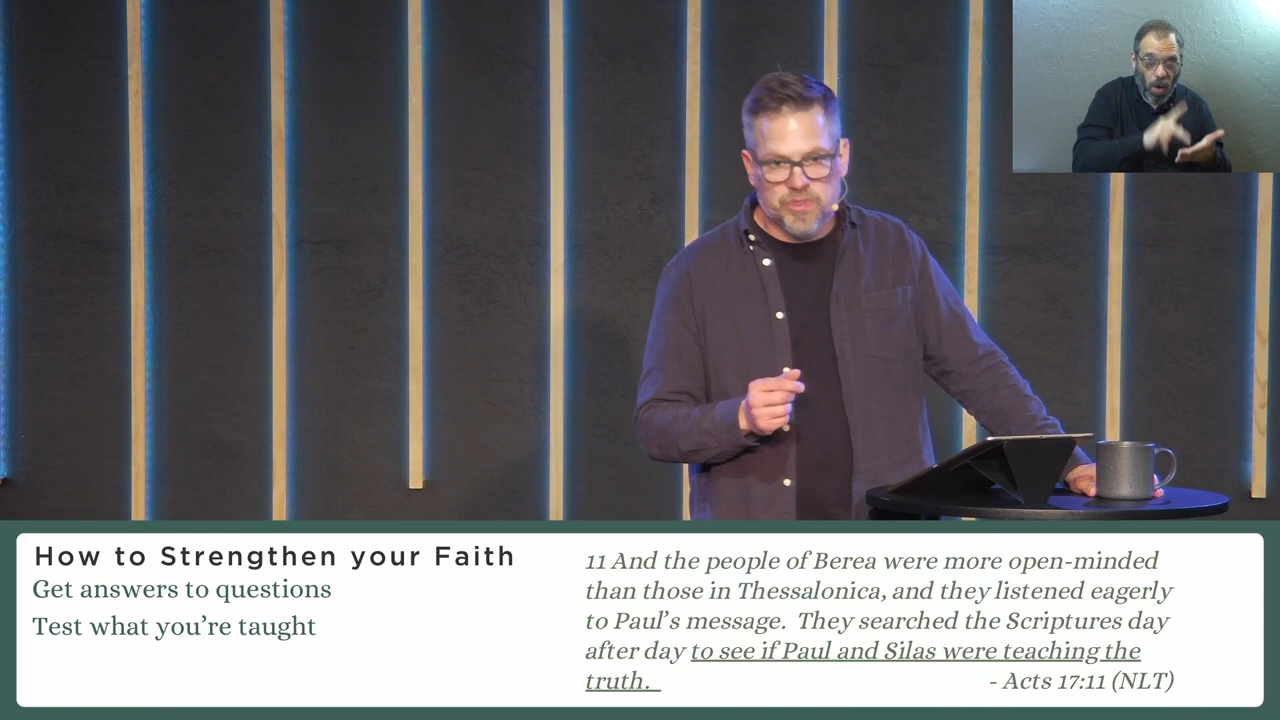 How to Strengthen your Faith
Get answers to questions
Test what you’re taught
11 And the people of Berea were more open-minded
than those in Thessalonica, and they listened eagerly
to Paul’s message.  They searched the Scriptures day
after day to see if Paul and Silas were teaching the
truth.  - Acts 17:11 (NLT)